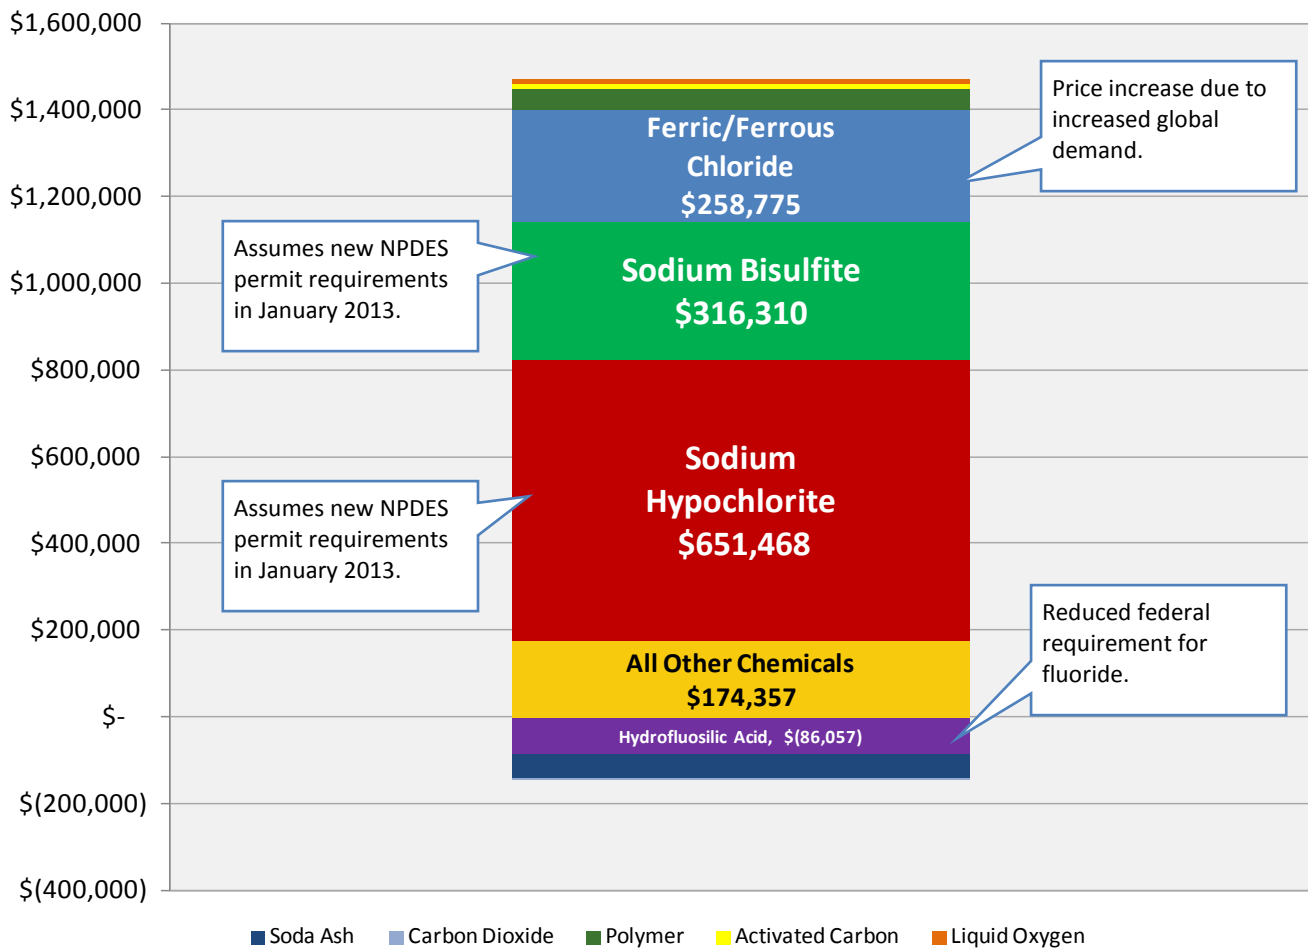 $1,600,000
$1,400,000
$1,200,000
$1,000,000
$800,000
$600,000
$400,000
$200,000
$-
$(200,000)
$(400,000)
Ferric/Ferrous
Chloride
$258,775
Sodium Bisulfite
$316,310
Sodium
Hypochlorite
$651,468
All Other Chemicals
$174,357
Hydrofluosilic Acid, $(86,057)
Price increase due to
increased global
demand.
Assumes new NPDES
permit requirements
in January 2013.
Assumes new NPDES
permit requirements
in January 2013.
Reduced federal
requirement for
fluoride.
Soda Ash
Carbon Dioxide
Polymer
Activated Carbon
Liquid Oxygen